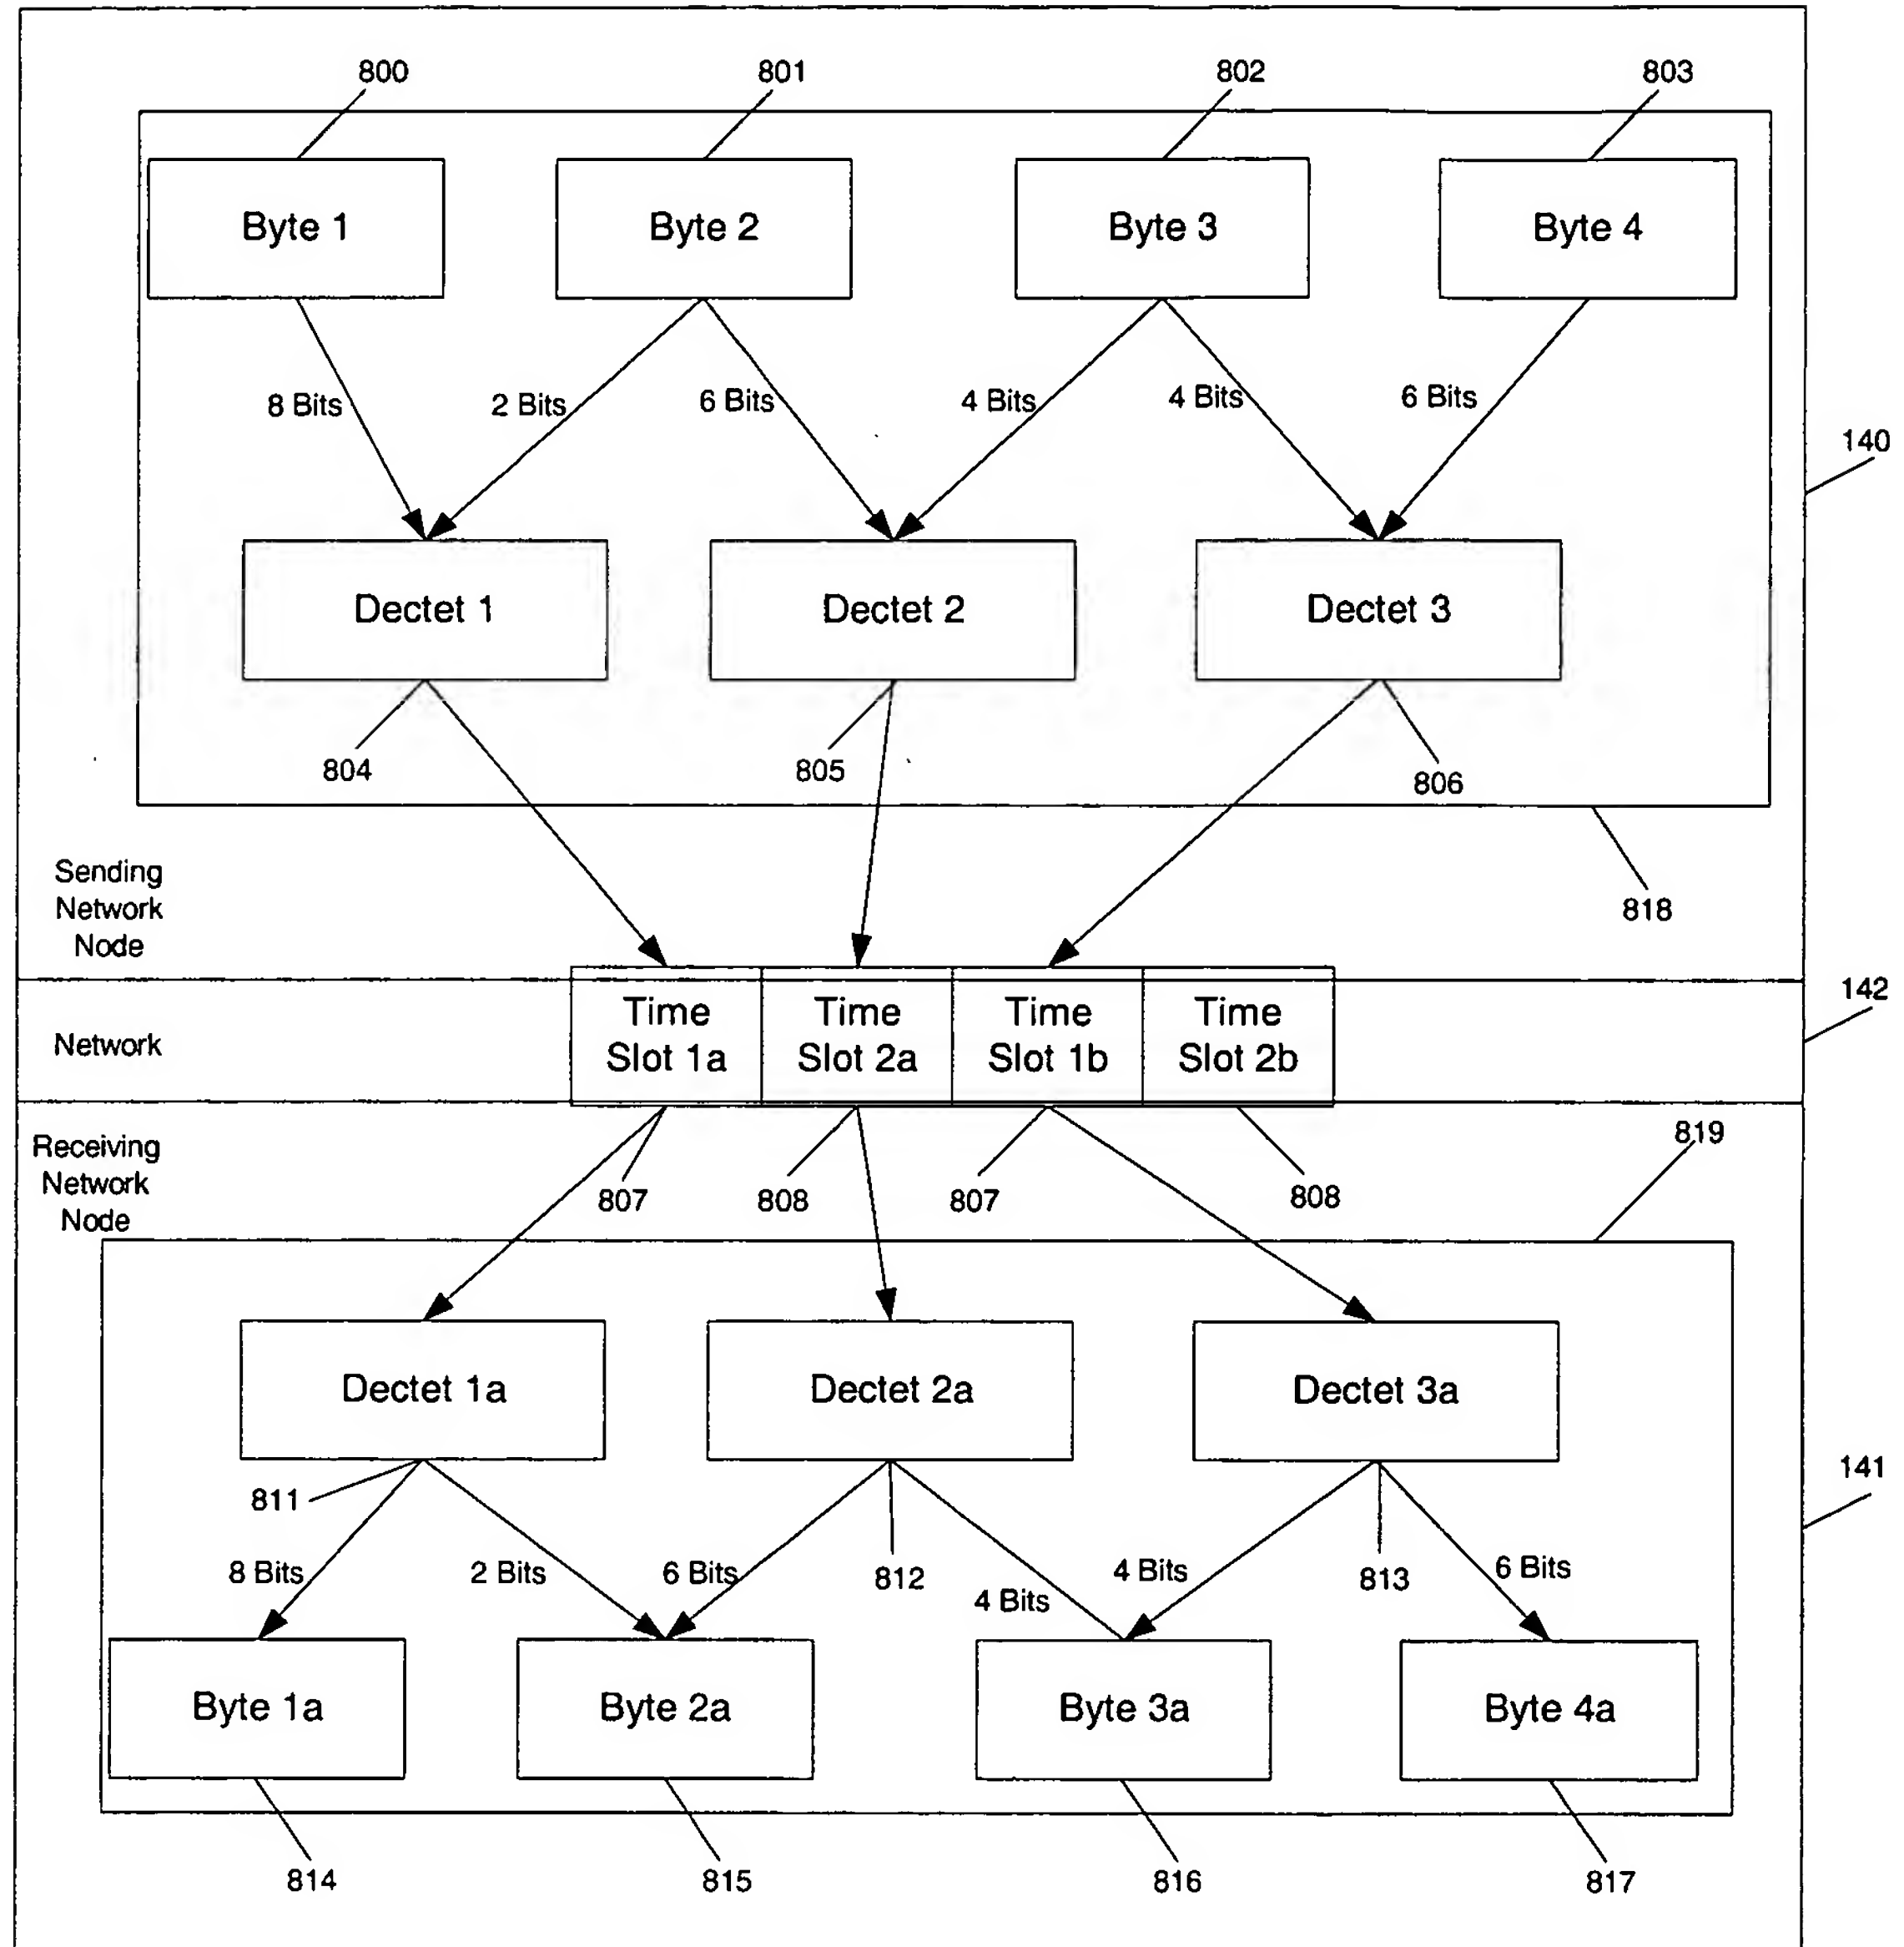 800
801
802
803
Byte 1
Byte 2
Byte 3
Byte 4
8 Bits
2 Bits
6 Bits
4 Bits
4 Bits
6 Bits
140
Dectet 1
Dectet 2
Dectet 3
804
805
806
Sending
Network
Node
818
142
Network
Time
Slot 1a
Time
Slot 2a
Time
Slot 1b
Time
Slot 2b
Receiving
Network
Node
807
808
807
808
819
Dectet 1a
Dectet 2a
Dectet 3a
141
811
812
813
8 Bits
2 Bits
6 Bits
4 Bits
4 Bits
6 Bits
Byte 1a
Byte 2a
Byte 3a
Byte 4a
814
815
816
817